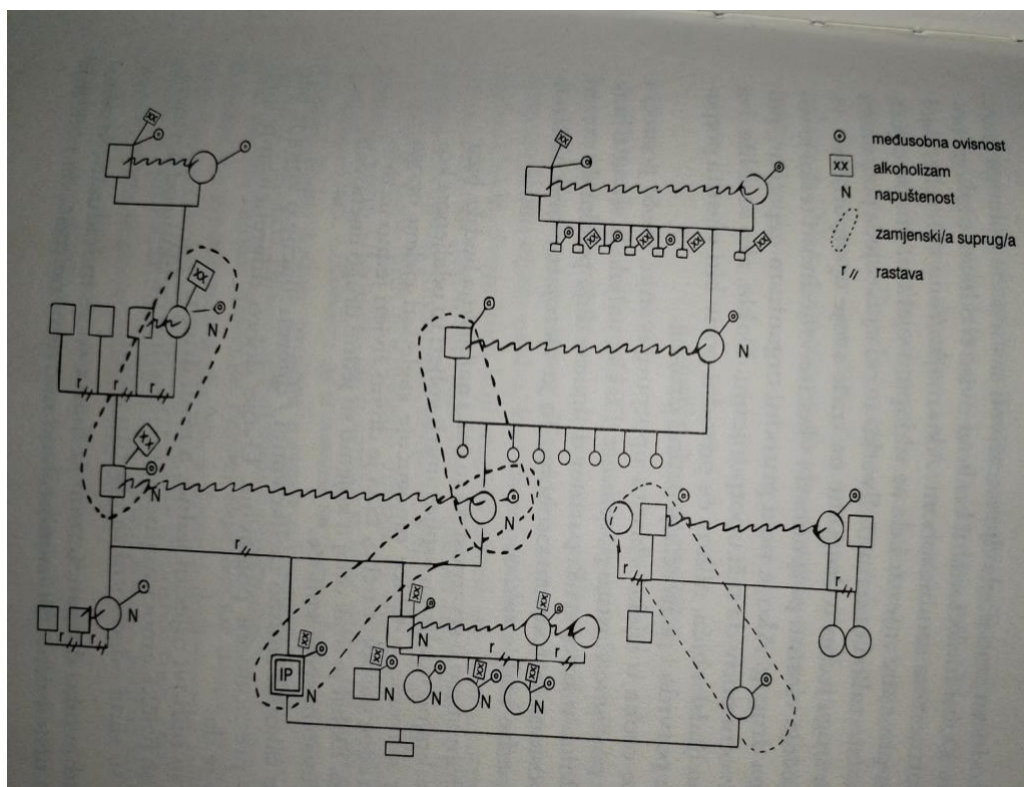 xx
xx
međusobna ovisnost
xx
alkoholizam
N
napuštenost
zamjenski/a suprug/a
r//
rastava
xx
xx
xx
xx
xx
N
N
r//
r//
r//
xx
N
N
r//
r//
N
r//
r//
xx
xx
N
r//
r//
r//
r//
xx
IP
N
xx
N
xx
N
xx
N